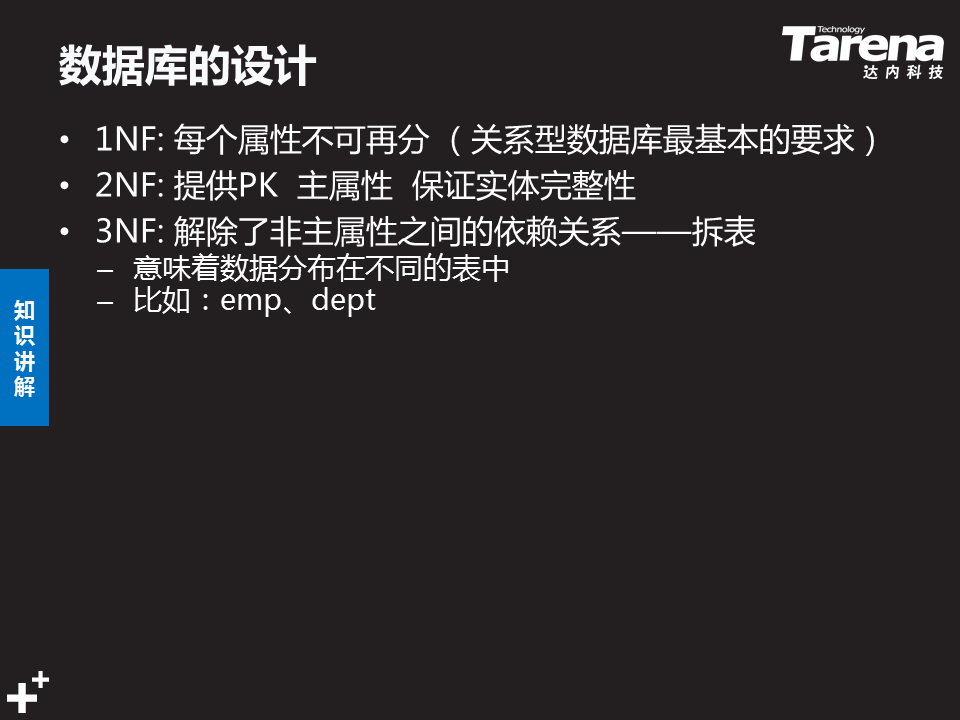 数据库的设计
Technology
Tarena
达内科技
• 1NF: 每个属性不可再分 （关系型数据库最基本的要求）
• 2NF: 提供PK 主属性 保证实体完整性
• 3NF: 解除了非主属性之间的依赖关系——拆表
– 意味着数据分布在不同的表中
– 比如：emp、dept
知识讲解